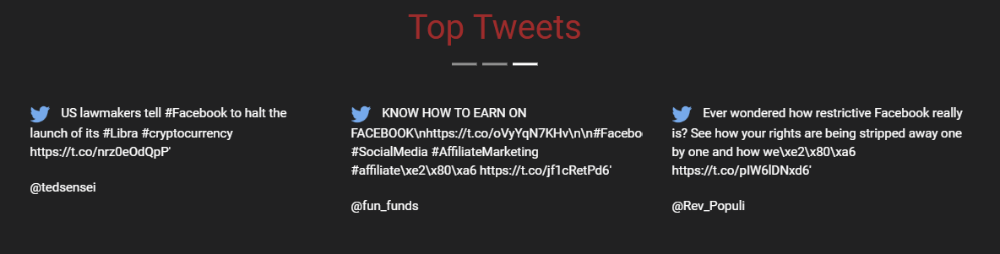 Top Tweets
US lawmakers tell #Facebook to halt the
launch of its #Libra #cryptocurrency
https://t.co/nrz0eOdQpP'
@tedsensei
KNOW HOW TO EARN ON
FACEBOOK\nhttps://t.co/oVyYqN7KHv\n\n#Facebo
#SocialMedia #AffiliateMarketing
#affiliate\xe2\x80\xa6 https://t.co/jf1cRetPd6'
@fun_funds
Ever wondered how restrictive Facebook really
is? See how your rights are being stripped away one
by one and how we\xe2\x80\xa6
https://t.co/pIW6lDNxd6'
@Rev_Populi